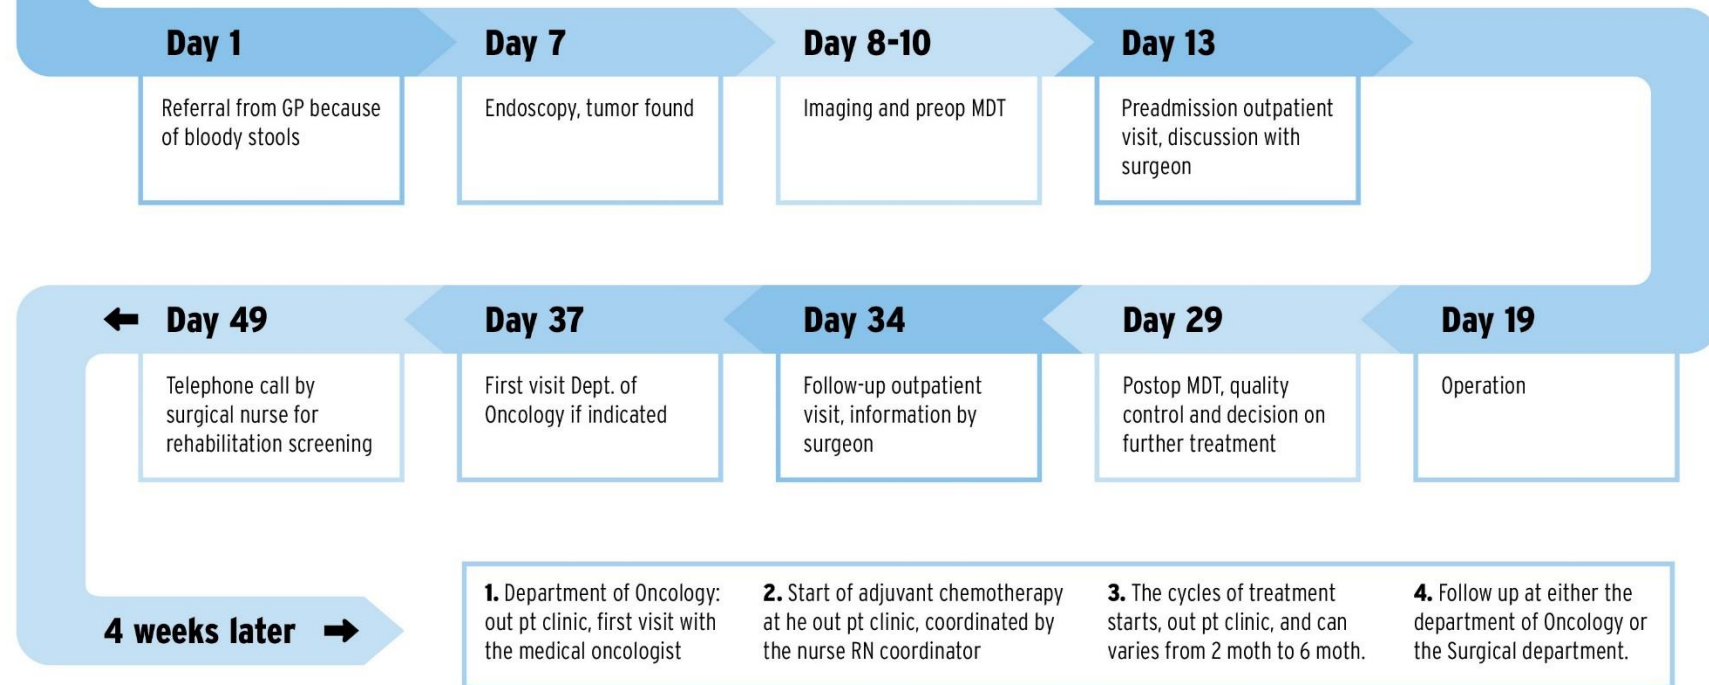 Day 1
Referral from GP because
of bloody stools
Day 7
Endoscopy, tumor found
Day 8-10
Imaging and preop MDT
Day 13
Preadmission outpatient
visit, discussion with
surgeon
Day 19
Operation
Day 29
Postop MDT, quality
control and decision on
further treatment
Day 34
Follow-up outpatient
visit, information by
surgeon
Day 37
First visit Dept. of
Oncology if indicated
Day 49
Telephone call by
surgical nurse for
rehabilitation screening
4 weeks later
1. Department of Oncology:
out pt clinic, first visit with
the medical oncologist
2. Start of adjuvant chemotherapy
at he out pt clinic, coordinated by
the nurse RN coordinator
3. The cycles of treatment
starts, out pt clinic, and can
varies from 2 moth to 6 moth.
4. Follow up at either the
department of Oncology or
the Surgical department.